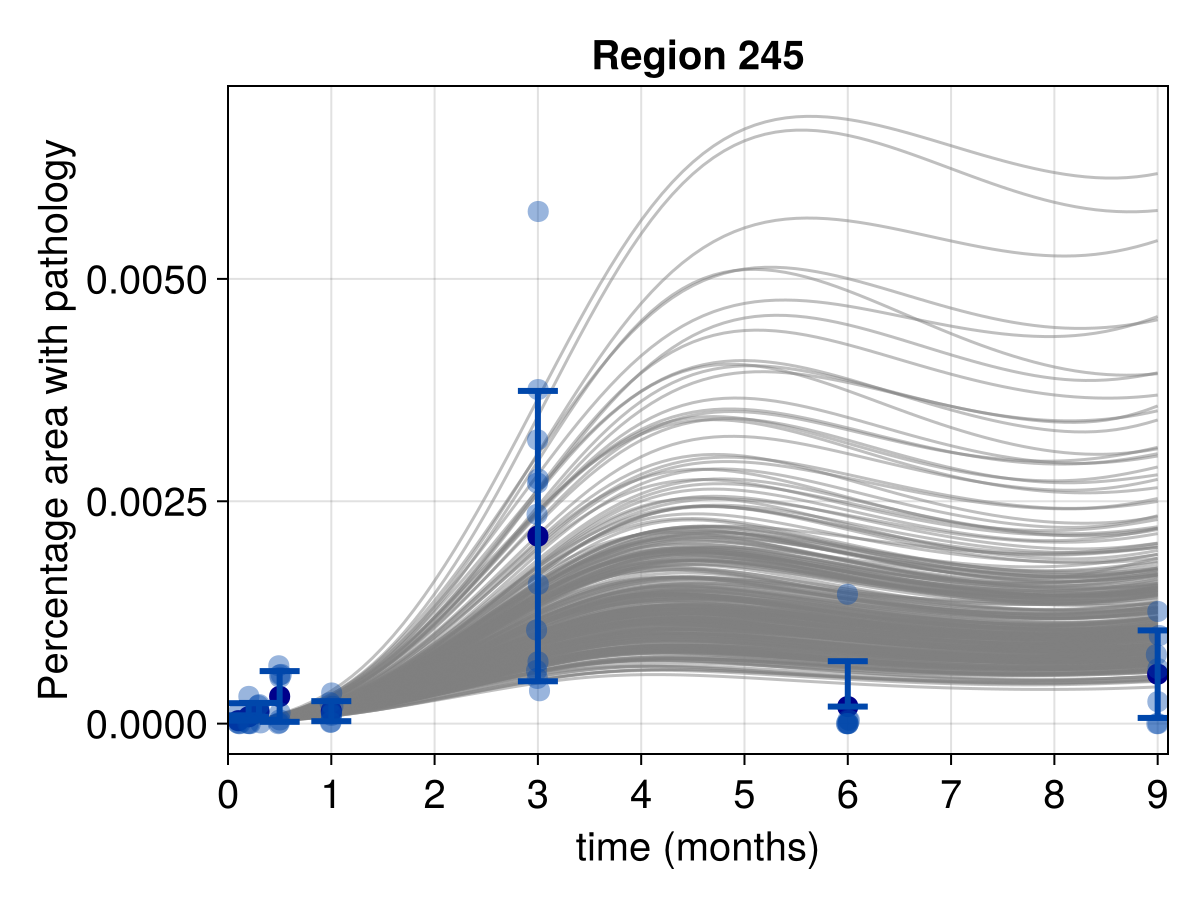 Region 245
Percentage area with pathology
0.0050
0.0025
0.0000
0 1 2 3 4 5 6 7 8 9
time (months)